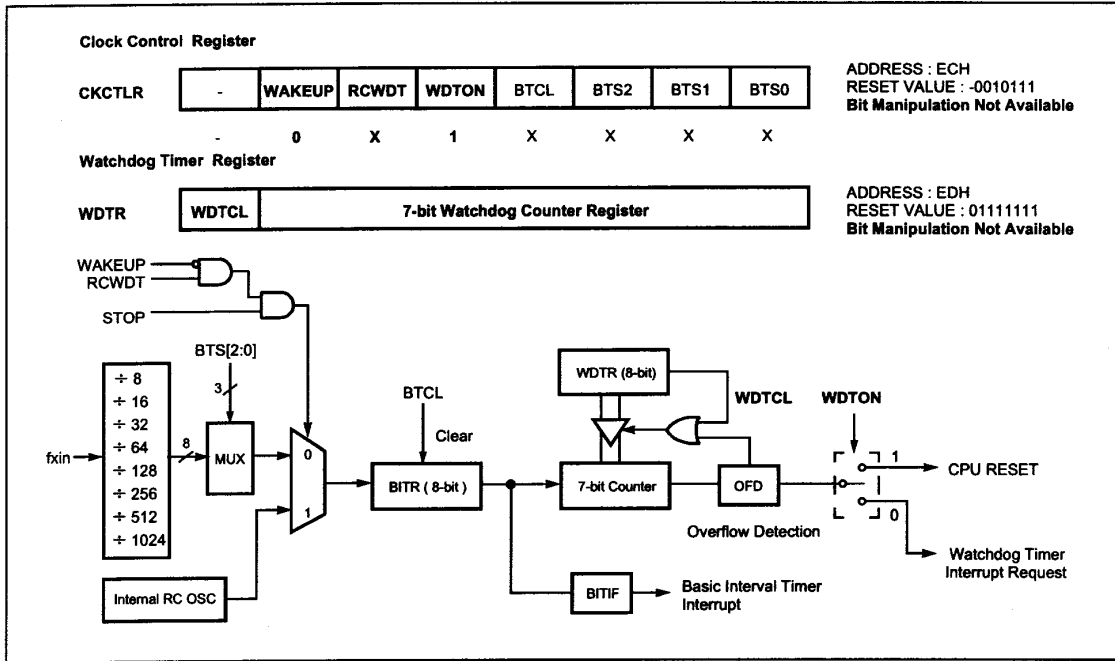 Clock Control Register
CKCTLR
- WAKEUP RCWDT WDTON BTCL BTS2 BTS1 BTS0
ADDRESS : ECH
RESET VALUE : -0010111
Bit Manipulation Not Available
- 0 X 1 X X X X
Watchdog Timer Register
WDTR
WDTCL 7-bit Watchdog Counter Register
ADDRESS : EDH
RESET VALUE : 01111111
Bit Manipulation Not Available
WAKEUP
RCWDT
STOP
BTS[2:0]
3
÷ 8
÷ 16
÷ 32
÷ 64
÷ 128
÷ 256
÷ 512
÷ 1024
fxin
8
MUX
0
1
Internal RC OSC
BTCL
Clear
BITR ( 8-bit )
WDTR (8-bit)
WDTCL
7-bit Counter
OFD
Overflow Detection
WDTON
1
0
CPU RESET
Watchdog Timer
Interrupt Request
BITIF
Basic Interval Timer
Interrupt